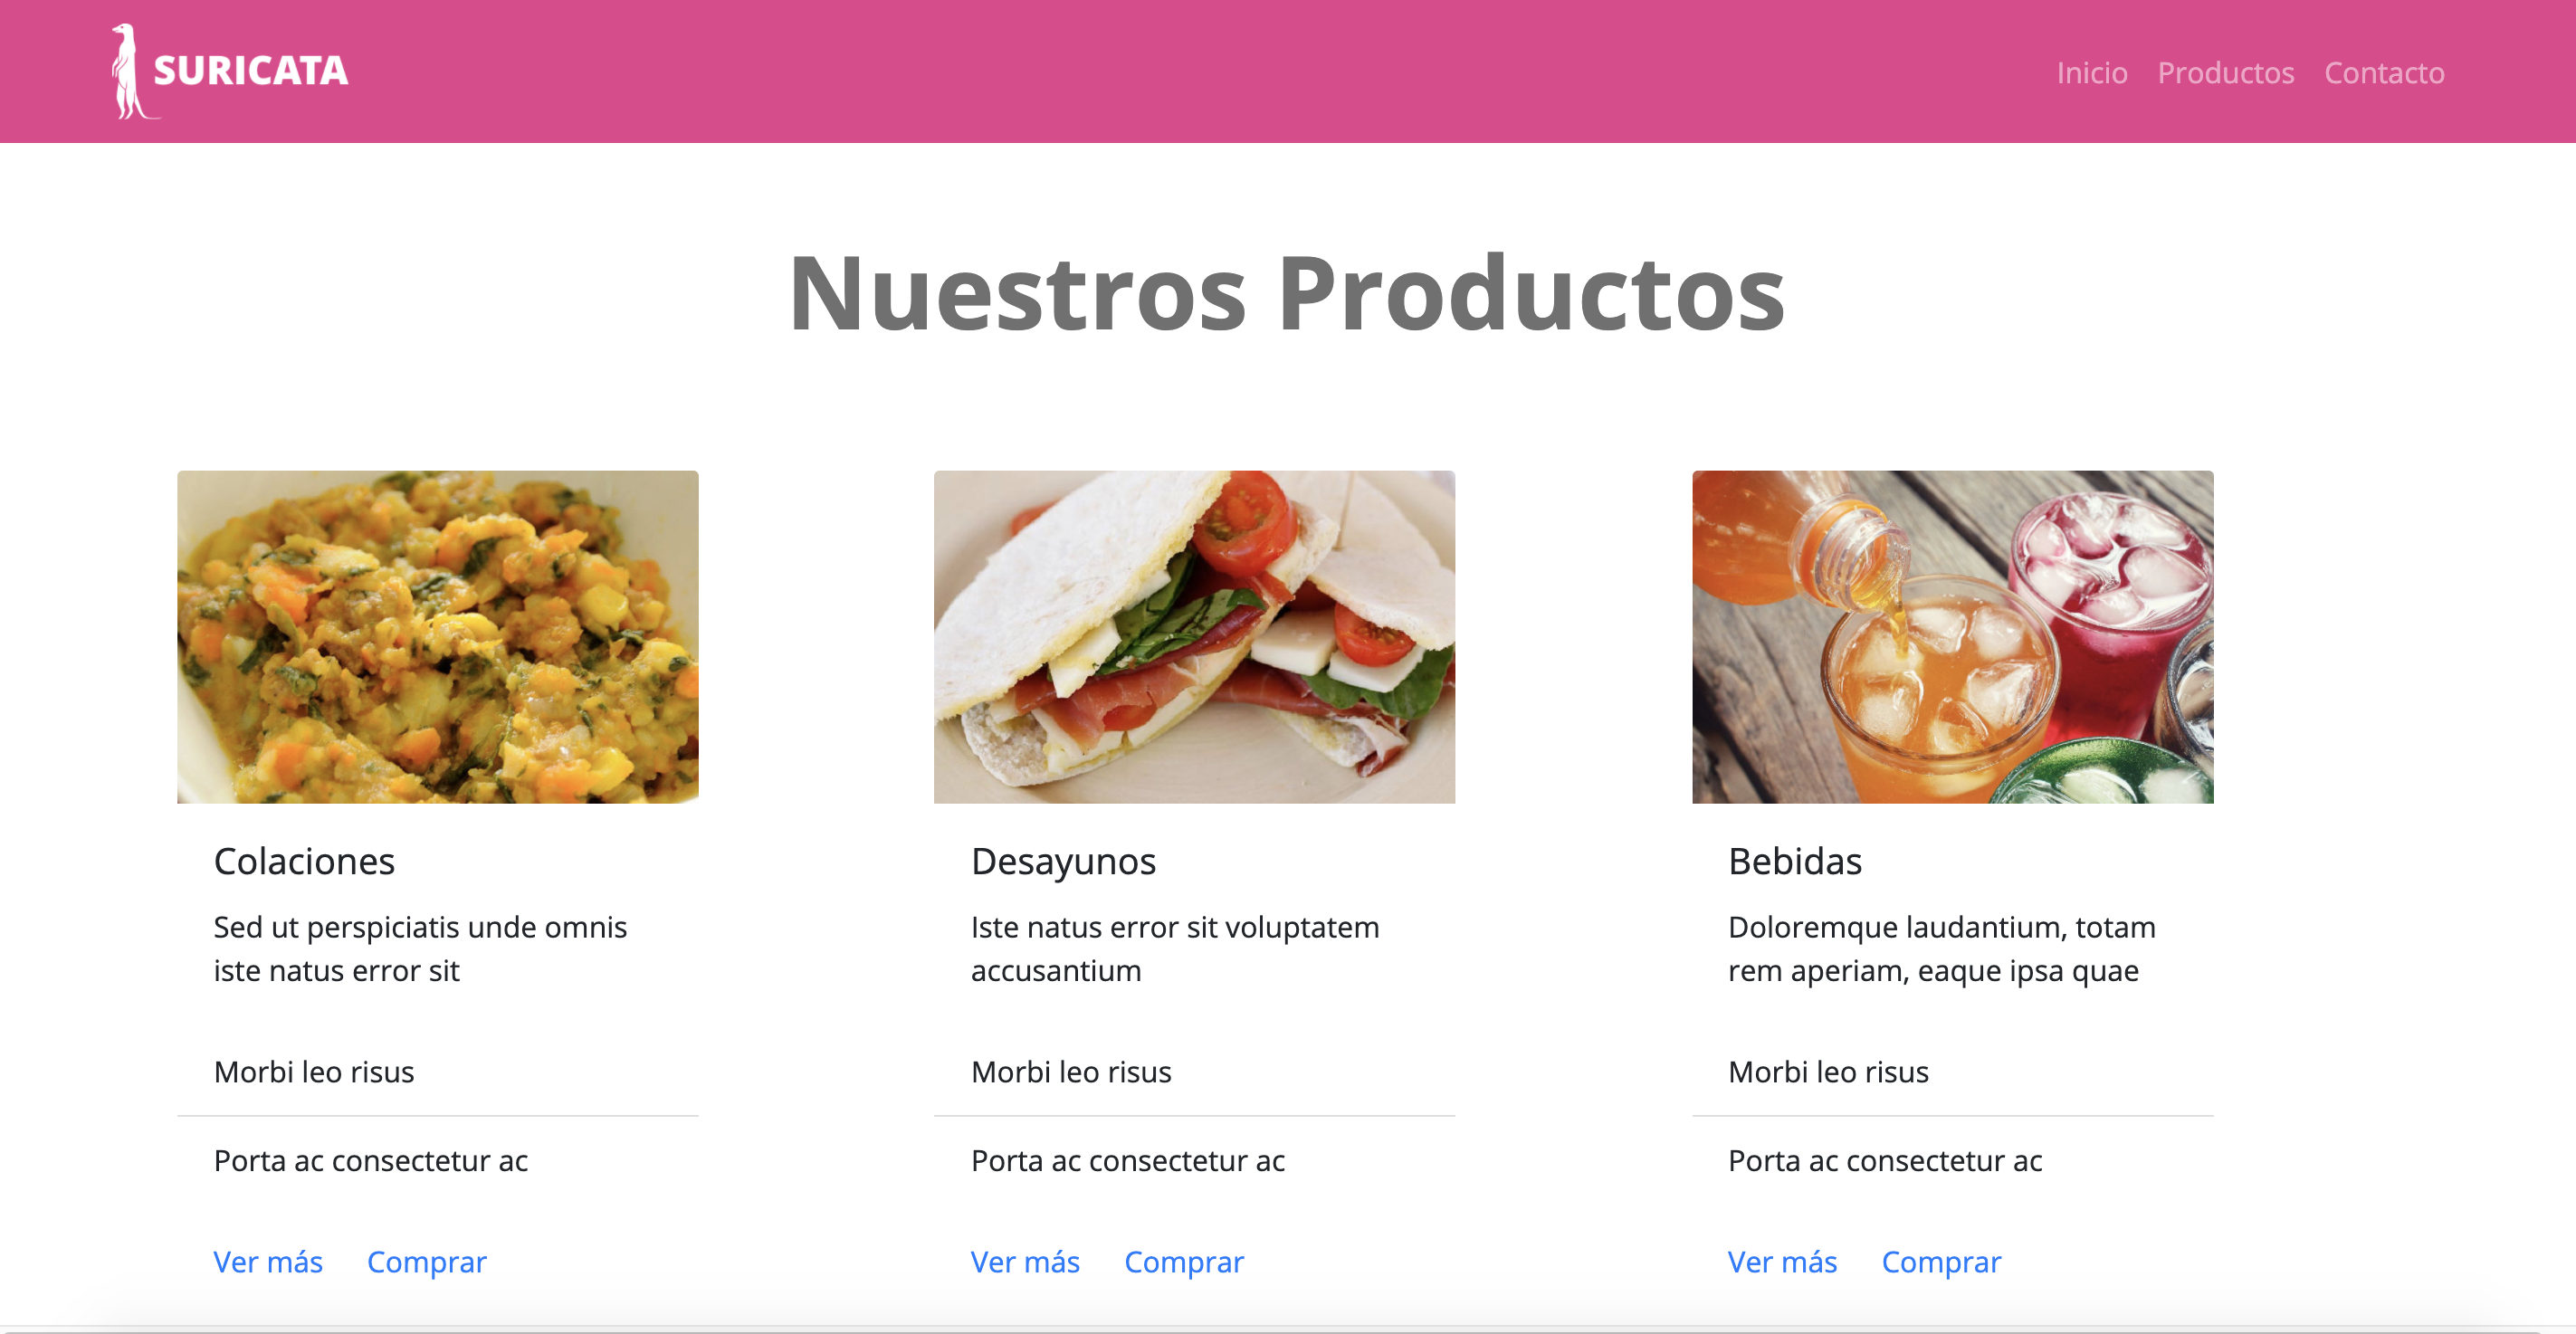 SURICATA
Inicio Productos Contacto
Nuestros Productos
Colaciones
Sed ut perspiciatis unde omnis
iste natus error sit
Morbi leo risus
Porta ac consectetur ac
Ver más Comprar
Desayunos
Iste natus error sit voluptatem
accusantium
Morbi leo risus
Porta ac consectetur ac
Ver más Comprar
Bebidas
Doloremque laudantium, totam
rem aperiam, eaque ipsa quae
Morbi leo risus
Porta ac consectetur ac
Ver más Comprar